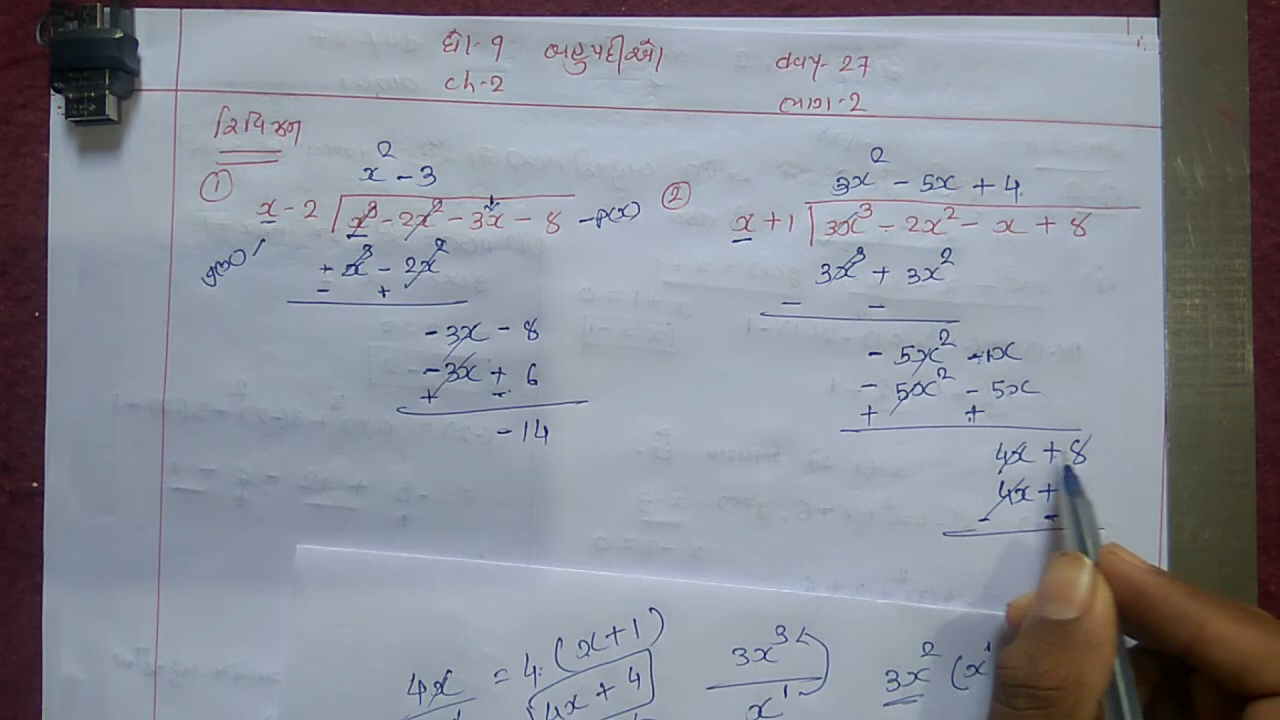 ધો-9 બહુપદીઓ day-27
ch-2 ભાગ-2
રિવિઝન
① x² - 3
x - 2 | x³ - 2x² - 3x - 8 - p(x)
+ x³ - 2x²
- +
- 3x - 8
- 3x + 6
+ -
- 14
② 3x² - 5x + 4
x + 1 | 3x³ - 2x² - x + 8
3x³ + 3x²
- -
- 5x² - 1x
- 5x² - 5x
+ +
4x + 8
4x +
- -
4x = 4. (x+1)
4x + 4
3x³
x¹
3x² (x¹